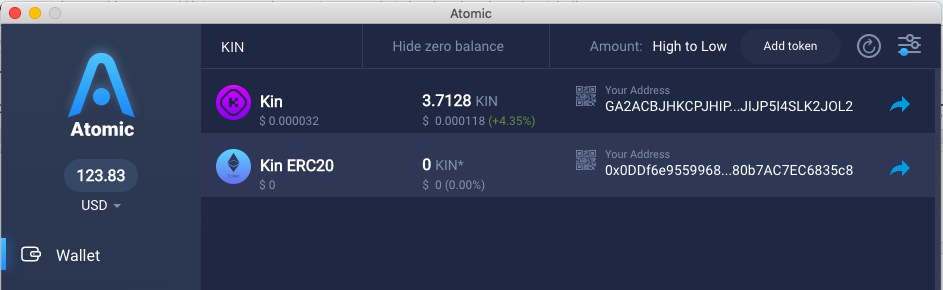 Atomic
KIN
Hide zero balance
Amount: High to Low
Add token
Atomic
123.83
USD
Wallet
Kin
$ 0.000032
3.7128 KIN
$ 0.000118 (+4.35%)
Your Address
GA2ACBJHKCPJHIP...JIJP5I4SLK2JOL2
Kin ERC20
$ 0
0 KIN*
$ 0 (0.00%)
Your Address
0x0DDf6e9559968...80b7AC7EC6835c8